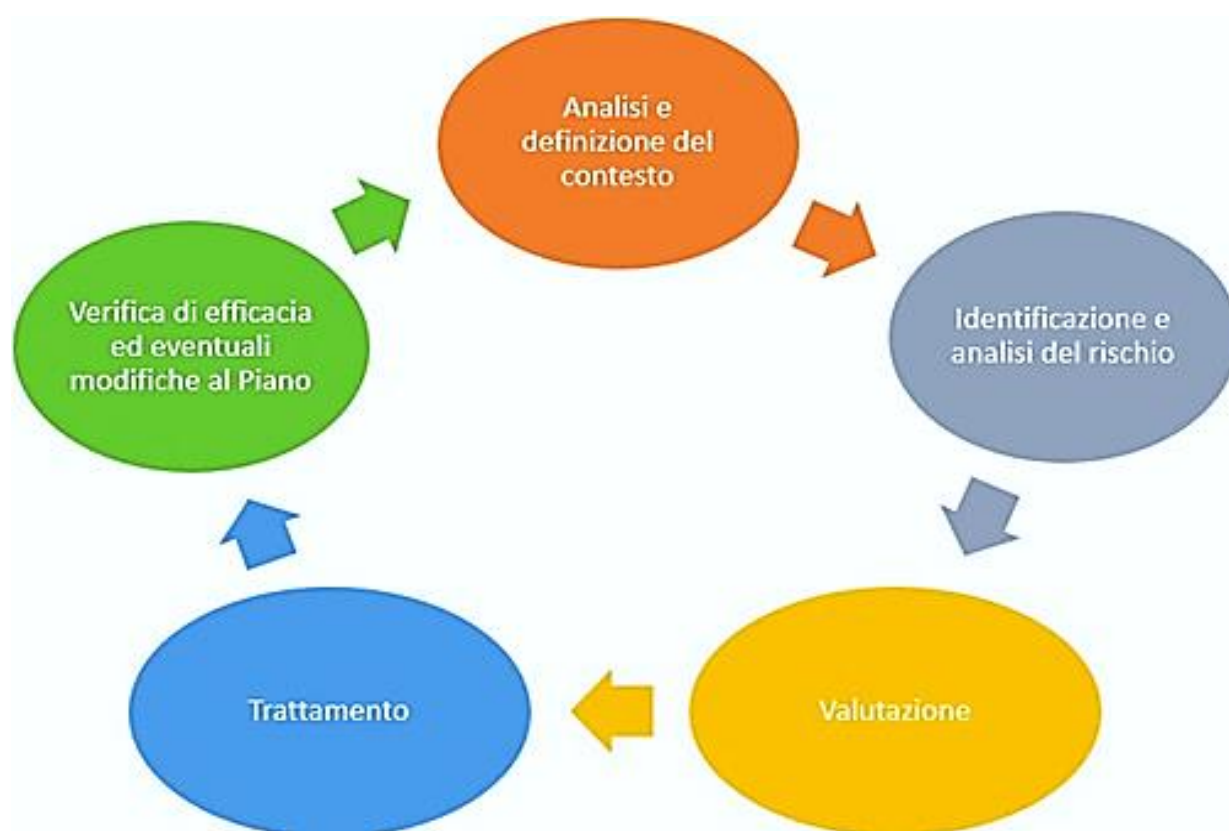 Analisi e
definizione del
contesto
Identificazione e
analisi del rischio
Valutazione
Trattamento
Verifica di efficacia
ed eventuali
modifiche al Piano